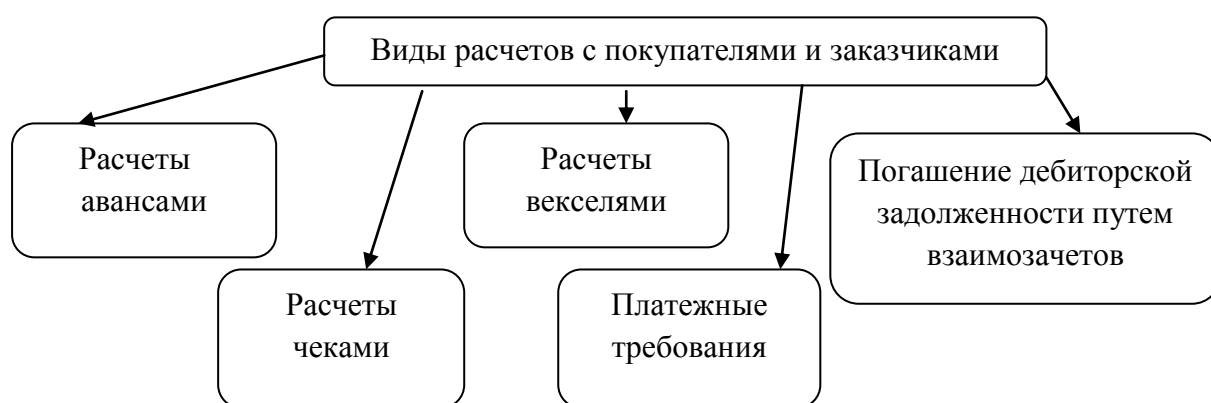 Виды расчетов с покупателями и заказчиками
Расчеты
авансами
Расчеты
векселями
Погашение дебиторской
задолженности путем
взаимозачетов
Расчеты
чеками
Платежные
требования